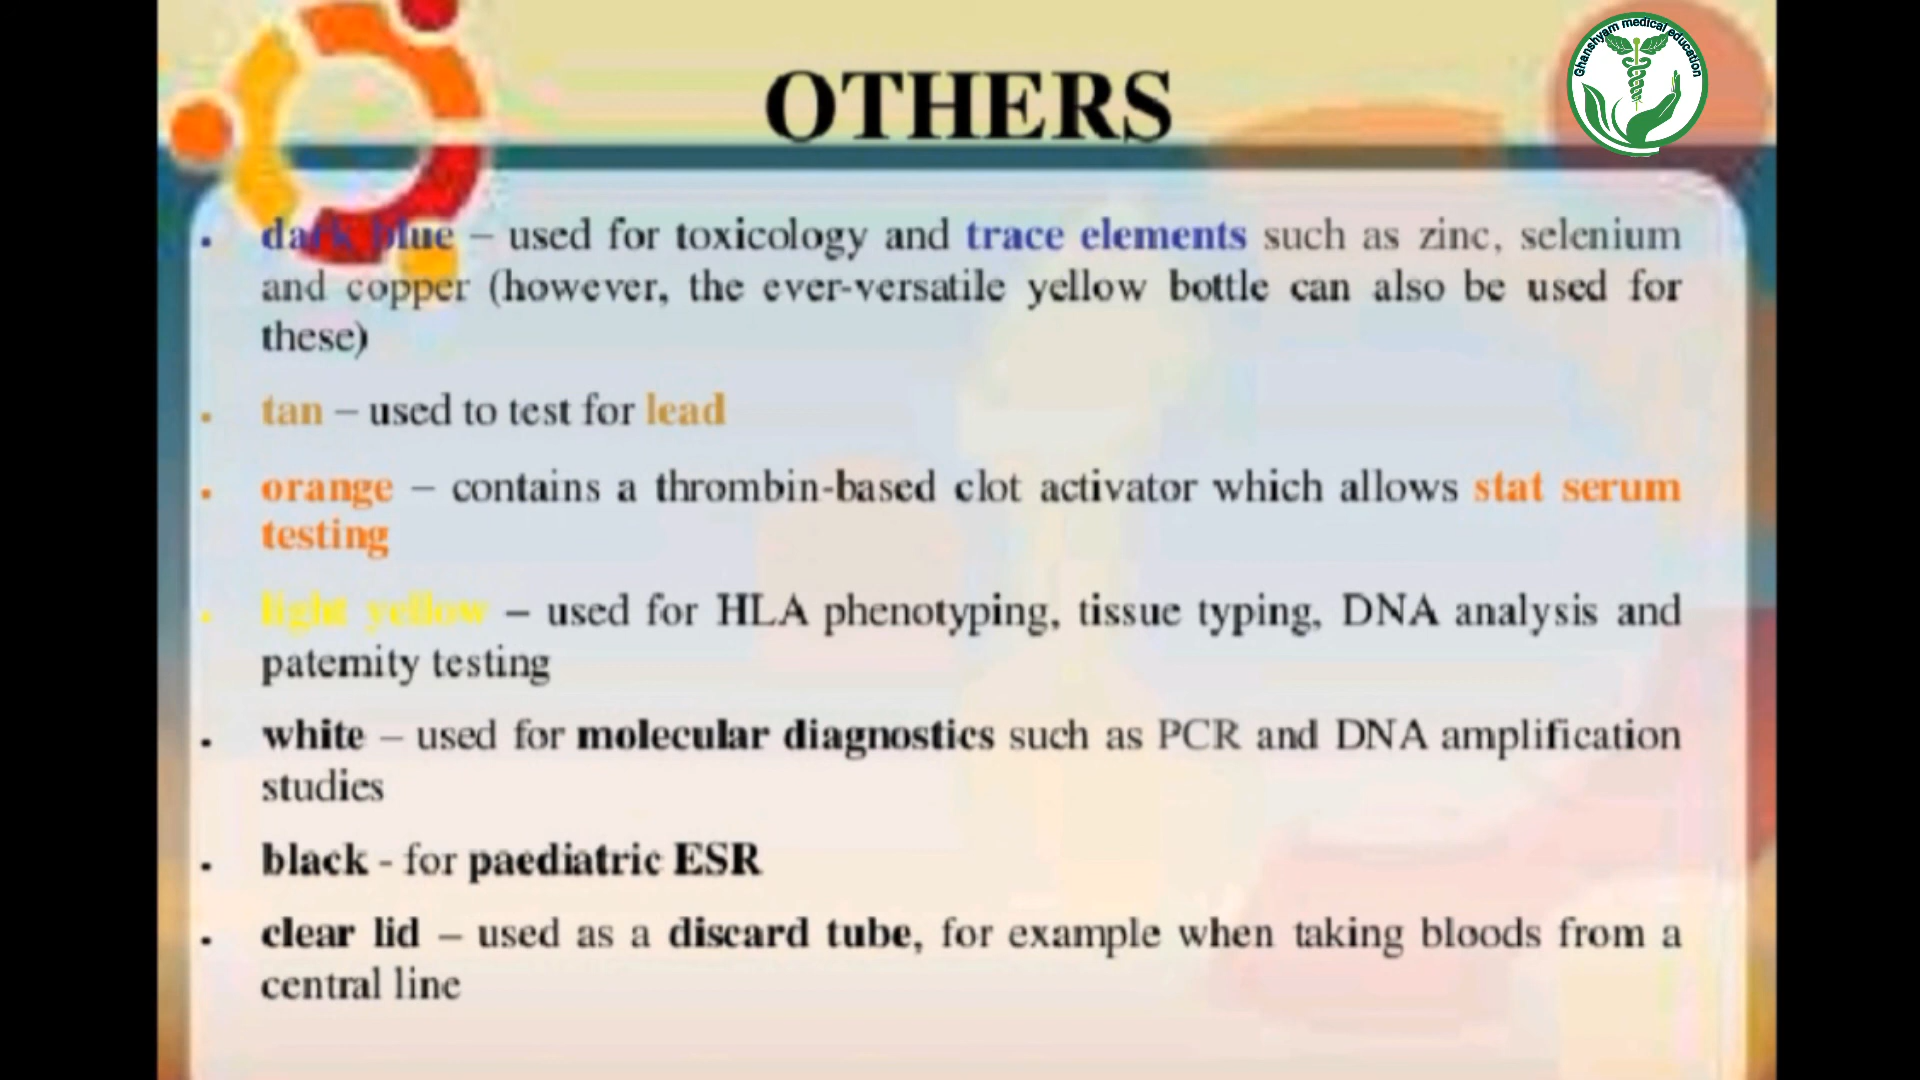 Ghanshyam medical education
OTHERS
• dark blue – used for toxicology and trace elements such as zinc, selenium
and copper (however, the ever-versatile yellow bottle can also be used for
these)
• tan – used to test for lead
• orange – contains a thrombin-based clot activator which allows stat serum
testing
• light yellow – used for HLA phenotyping, tissue typing, DNA analysis and
paternity testing
• white – used for molecular diagnostics such as PCR and DNA amplification
studies
• black - for paediatric ESR
• clear lid – used as a discard tube, for example when taking bloods from a
central line